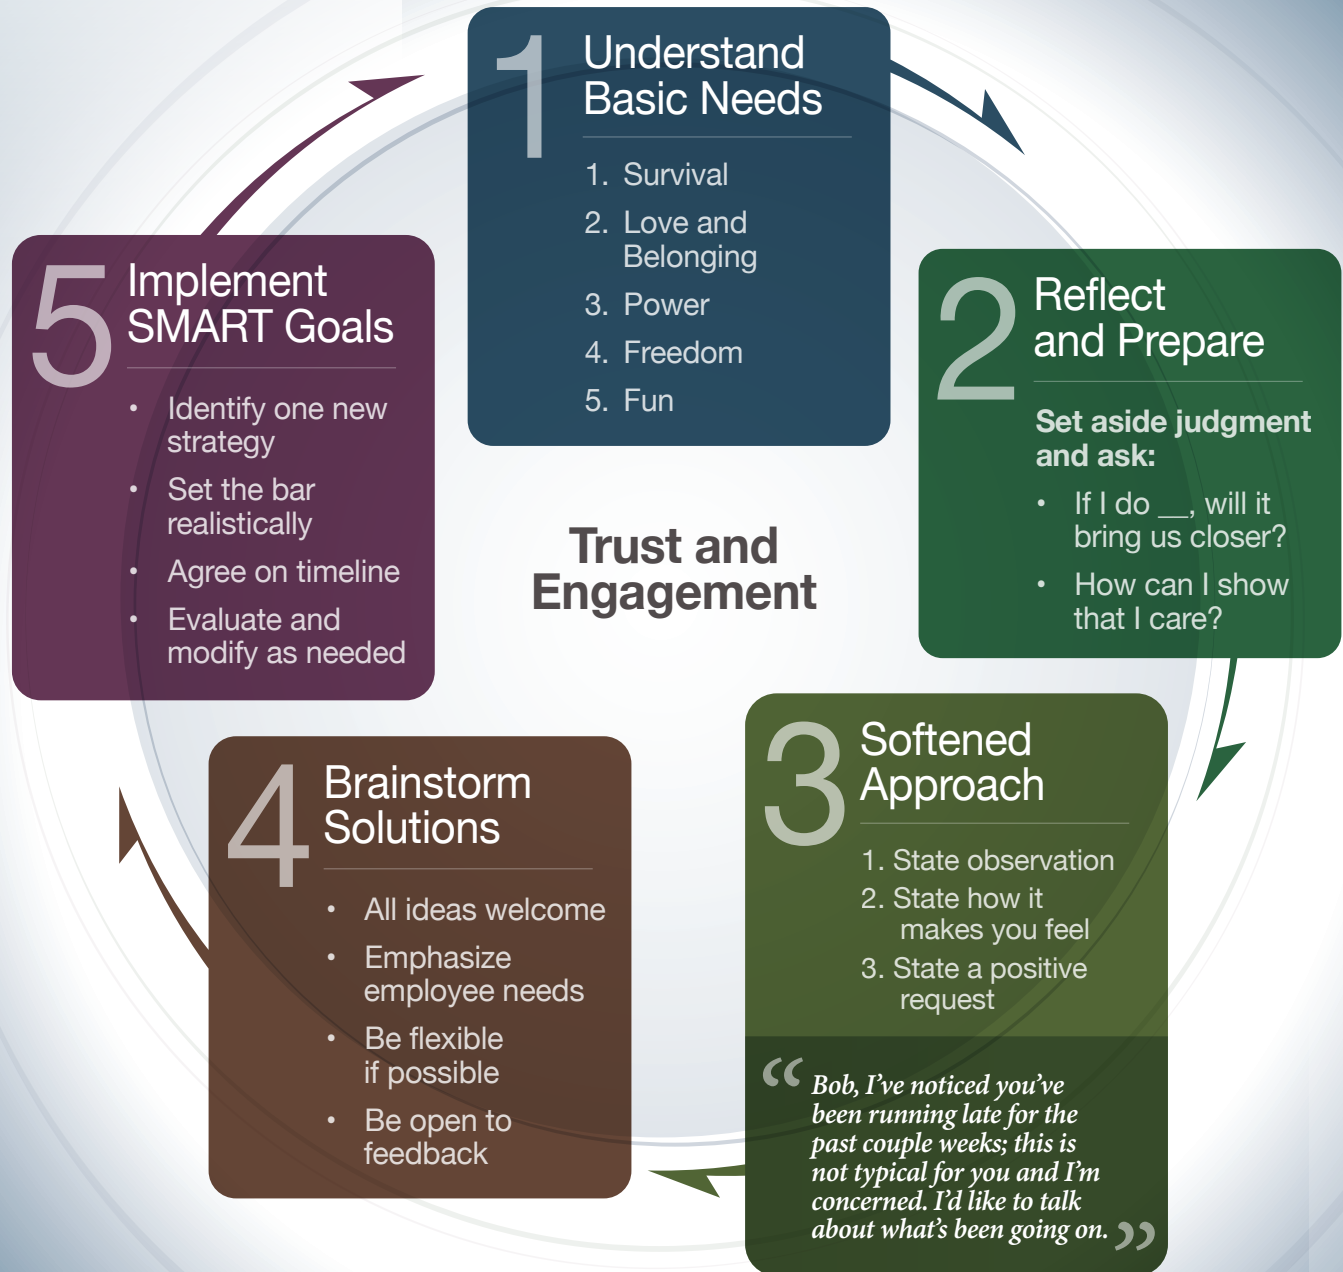 1
Understand
Basic Needs
1. Survival
2. Love and
Belonging
3. Power
4. Freedom
5. Fun
2
Reflect
and Prepare
Set aside judgment
and ask:
• If I do __, will it
bring us closer?
• How can I show
that I care?
3
Softened
Approach
1. State observation
2. State how it
makes you feel
3. State a positive
request
“ Bob, I’ve noticed you’ve
been running late for the
past couple weeks; this is
not typical for you and I’m
concerned. I’d like to talk
about what’s been going on. ”
4
Brainstorm
Solutions
• All ideas welcome
• Emphasize
employee needs
• Be flexible
if possible
• Be open to
feedback
5
Implement
SMART Goals
• Identify one new
strategy
• Set the bar
realistically
• Agree on timeline
• Evaluate and
modify as needed
Trust and
Engagement